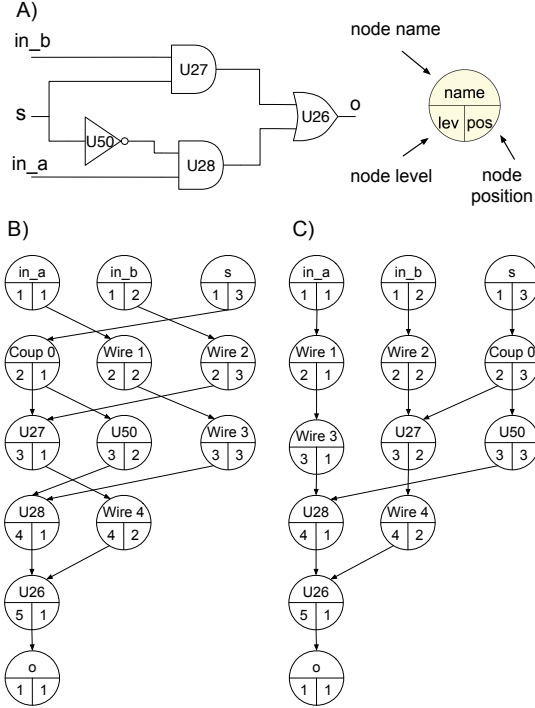 A)
node name
in_b
U27
s
U50
U26
o
name
lev pos
in_a
U28
node level
node position
B)
in_a
1 1
in_b
1 2
s
1 3
Coup 0
2 1
Wire 1
2 2
Wire 2
2 3
U27
3 1
U50
3 2
Wire 3
3 3
U28
4 1
Wire 4
4 2
U26
5 1
o
1 1
C)
in_a
1 1
in_b
1 2
s
1 3
Wire 1
2 1
Wire 2
2 2
Coup 0
2 3
Wire 3
3 1
U27
3 2
U50
3 3
U28
4 1
Wire 4
4 2
U26
5 1
o
1 1